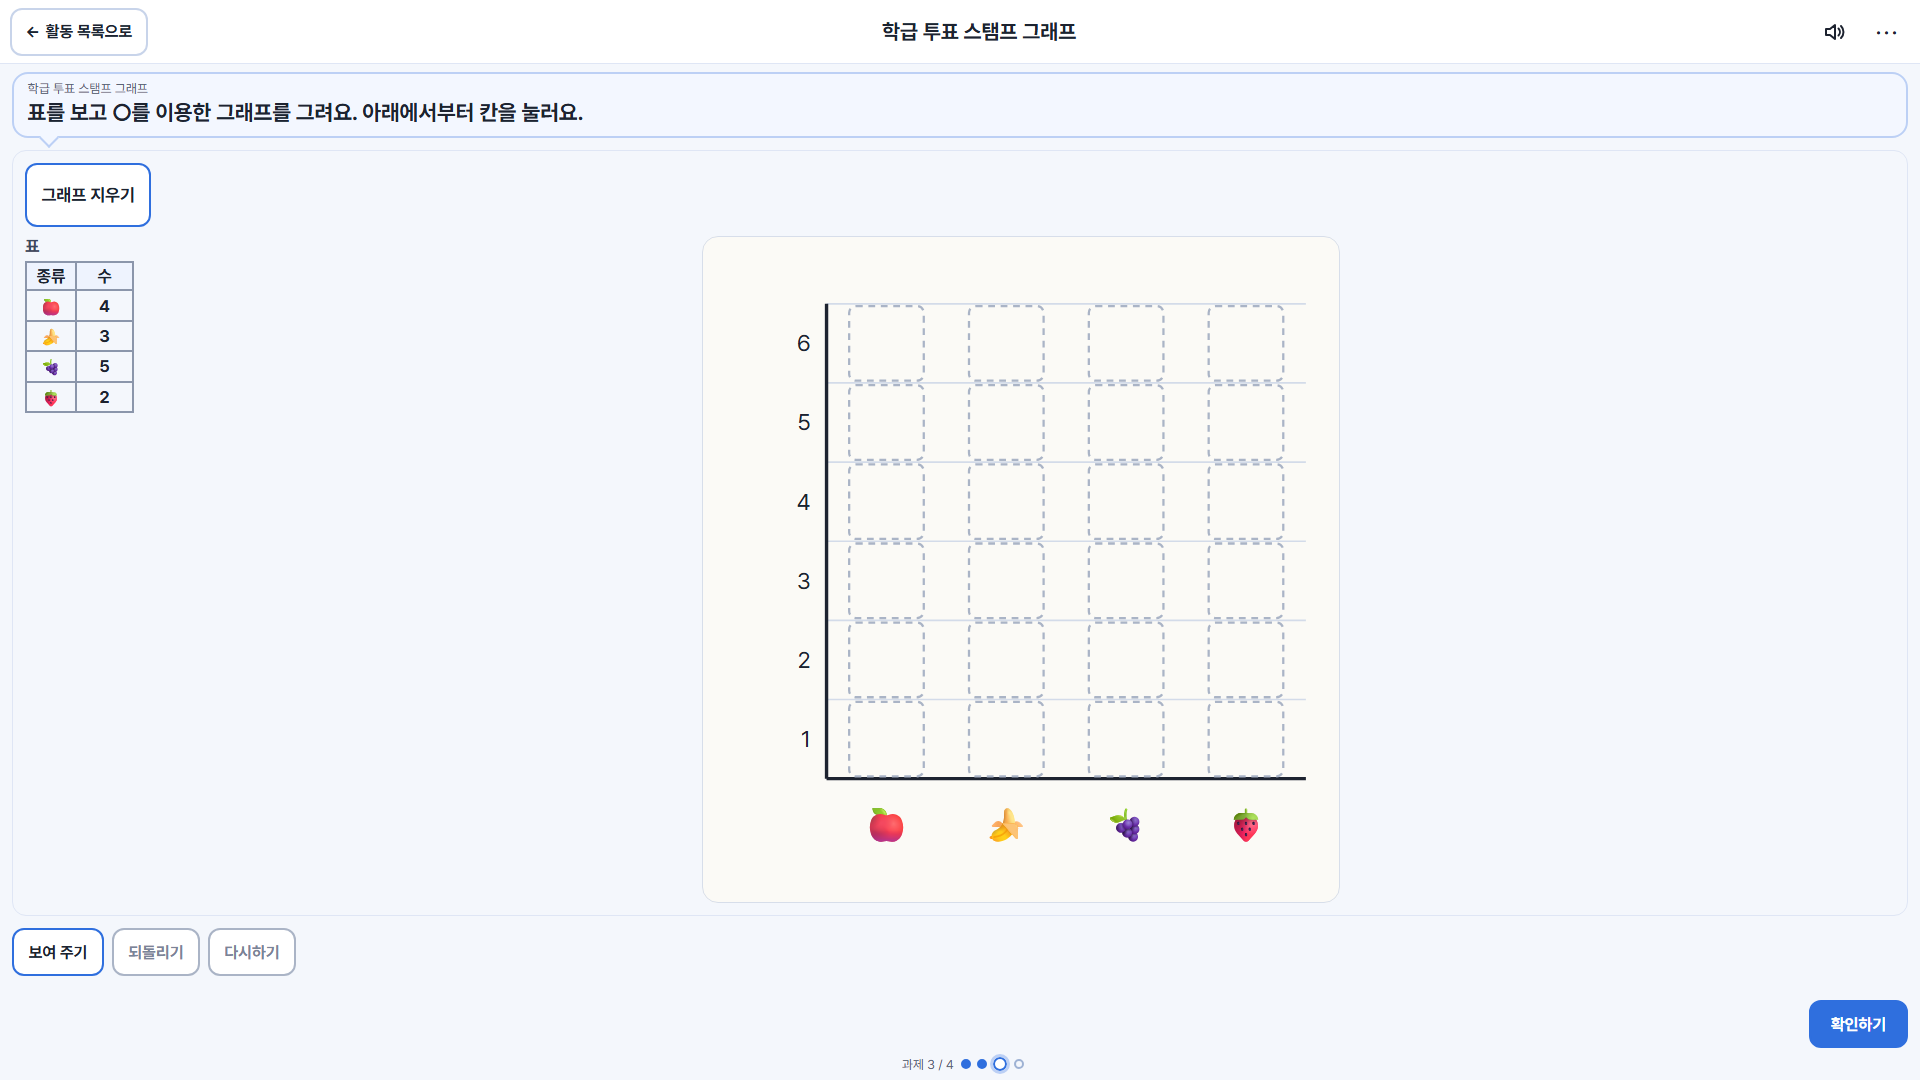 ← 활동 목록으로
학급 투표 스탬프 그래프
학급 투표 스탬프 그래프
표를 보고 ○를 이용한 그래프를 그려요. 아래에서부터 칸을 눌러요.
그래프 지우기
표
종류 수
4
3
5
2
6
5
4
3
2
1
보여 주기 되돌리기 다시하기
확인하기
과제 3 / 4